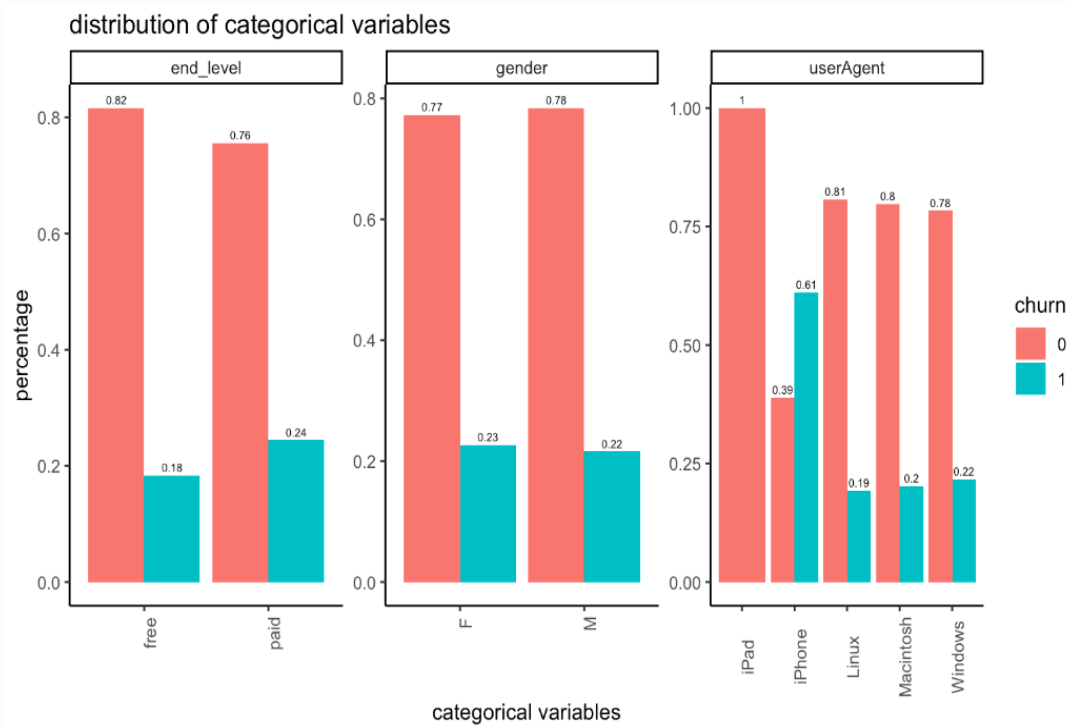 distribution of categorical variables
end_level
gender
userAgent
percentage
0.8
0.6
0.4
0.2
0.0
0.82
0.18
0.76
0.24
free
paid
0.8
0.6
0.4
0.2
0.0
0.77
0.23
0.78
0.22
F
M
1.00
0.75
0.50
0.25
0.00
1
0.39
0.61
0.81
0.19
0.8
0.2
0.78
0.22
iPad
iPhone
Linux
Macintosh
Windows
categorical variables
churn
0
1